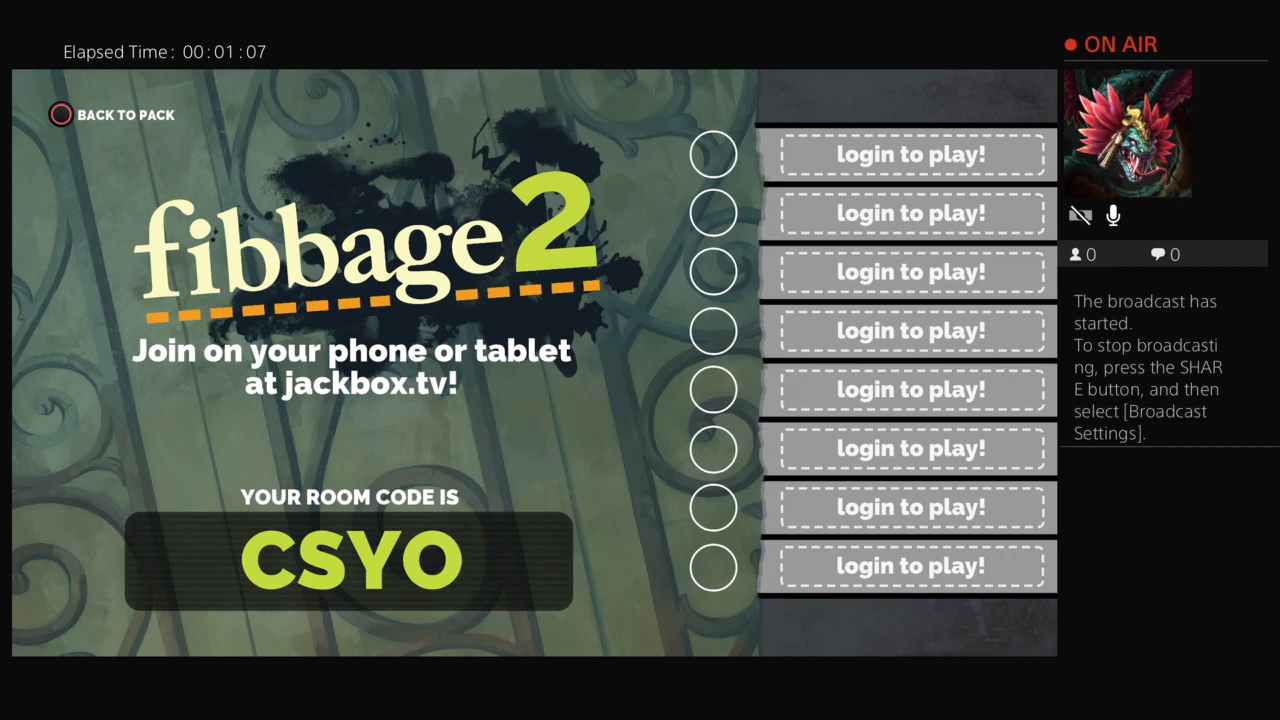 Elapsed Time: 00:01:07
ON AIR
BACK TO PACK
fibbage 2
Join on your phone or tablet
at jackbox.tv!
YOUR ROOM CODE IS
CSYO
login to play!
login to play!
login to play!
login to play!
login to play!
login to play!
login to play!
login to play!
0
0
The broadcast has
started.
To stop broadcasti
ng, press the SHAR
E button, and then
select [Broadcast
Settings].